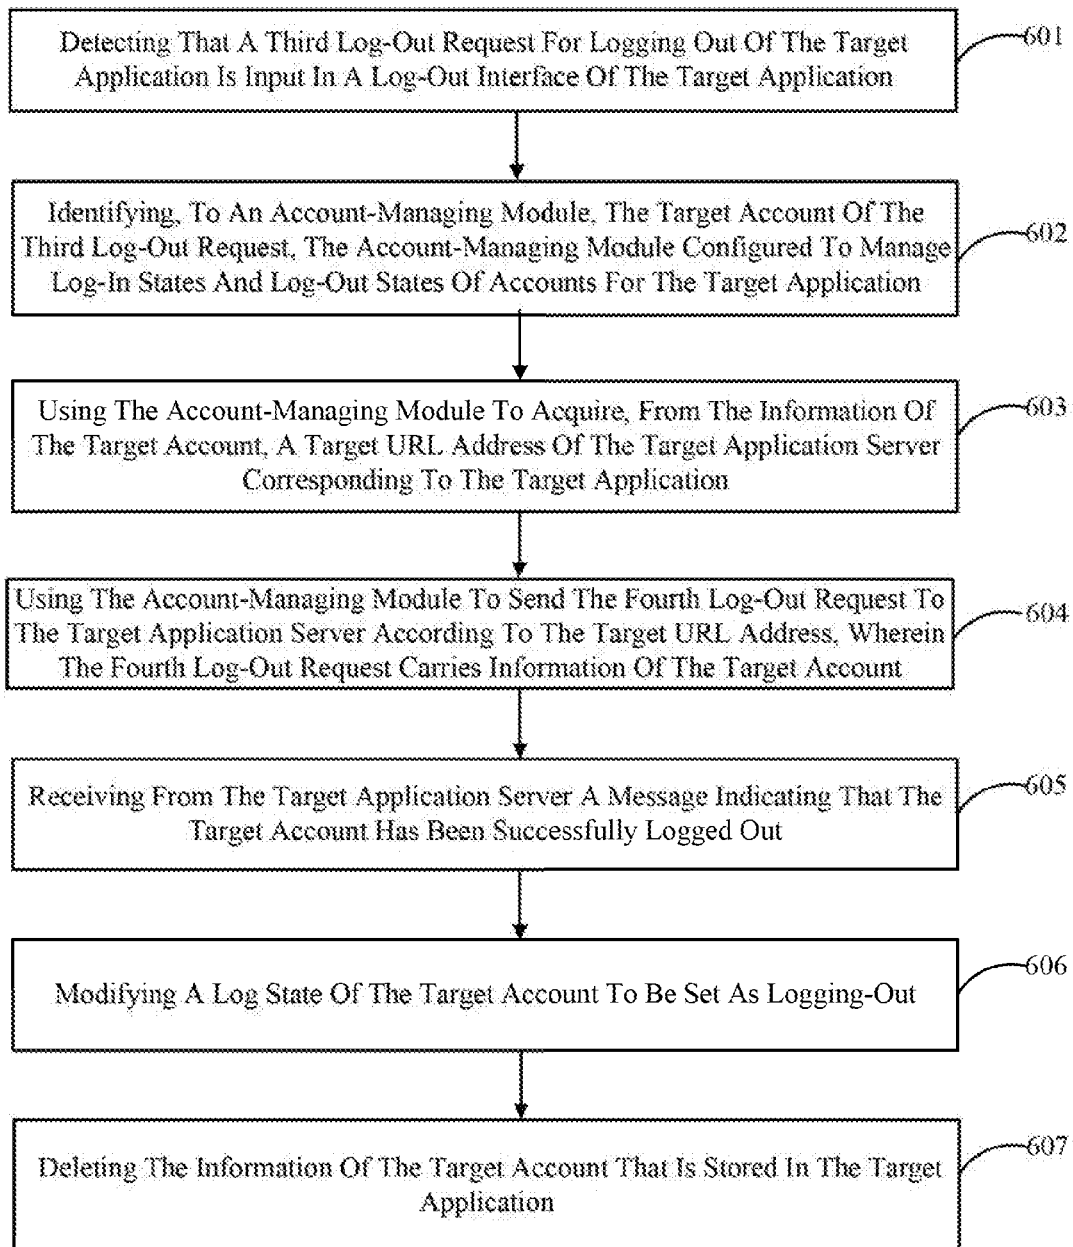 Detecting That A Third Log-Out Request For Logging Out Of The Target
Application Is Input In A Log-Out Interface Of The Target Application
601
Identifying, To An Account-Managing Module, The Target Account Of The
Third Log-Out Request, The Account-Managing Module Configured To Manage
Log-In States And Log-Out States Of Accounts For The Target Application
602
Using The Account-Managing Module To Acquire, From The Information Of
The Target Account, A Target URL Address Of The Target Application Server
Corresponding To The Target Application
603
Using The Account-Managing Module To Send The Fourth Log-Out Request To
The Target Application Server According To The Target URL Address, Wherein
The Fourth Log-Out Request Carries Information Of The Target Account
604
Receiving From The Target Application Server A Message Indicating That The
Target Account Has Been Successfully Logged Out
605
Modifying A Log State Of The Target Account To Be Set As Logging-Out
606
Deleting The Information Of The Target Account That Is Stored In The Target
Application
607